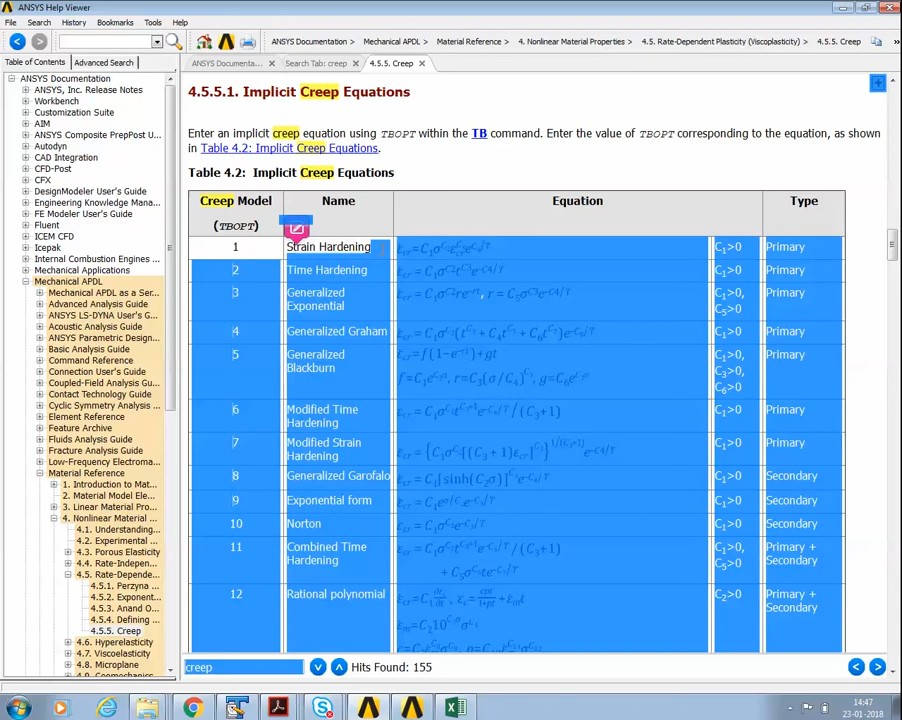 ANSYS Help Viewer
File Search History Bookmarks Tools Help
ANSYS Documentation > Mechanical APDL > Material Reference > 4. Nonlinear Material Properties > 4.5. Rate-Dependent Plasticity (Viscoplasticity) > 4.5.5. Creep
Table of Contents Advanced Search
ANSYS Documenta... Search Tab: creep 4.5.5. Creep
ANSYS Documentation
ANSYS, Inc. Release Notes
Workbench
Customization Suite
AIM
ANSYS Composite PrepPost U...
Autodyn
CAD Integration
CFD-Post
CFX
DesignModeler User's Guide
Engineering Knowledge Mana...
FE Modeler User's Guide
ICEM CFD
Icepak
Internal Combustion Engines ...
Mechanical Applications
Mechanical APDL
Mechanical APDL as a Ser...
Advanced Analysis Guide
ANSYS LS-DYNA User's G...
Acoustic Analysis Guide
ANSYS Parametric Design...
Basic Analysis Guide
Command Reference
Connection User's Guide
Coupled-Field Analysis Gu...
Contact Technology Guide
Cyclic Symmetry Analysis ...
Element Reference
Feature Archive
Fluids Analysis Guide
Fracture Analysis Guide
Low-Frequency Electroma...
Material Reference
1. Introduction to Mat...
2. Material Model Ele...
3. Linear Material Pro...
4. Nonlinear Material ...
4.1. Understanding...
4.2. Experimental ...
4.3. Porous Elasticity
4.4. Rate-Indepen...
4.5. Rate-Depende...
4.5.1. Perzyna ...
4.5.2. Exponent...
4.5.3. Anand O...
4.5.4. Defining ...
4.5.5. Creep
4.6. Hyperelasticity
4.7. Viscoelasticity
4.8. Microplane
4.5.5.1. Implicit Creep Equations
Enter an implicit creep equation using TBOPT within the TB command. Enter the value of TBOPT corresponding to the equation, as shown
in Table 4.2: Implicit Creep Equations.
Table 4.2: Implicit Creep Equations
Creep Model Name Equation Type
(TBOPT)
1 Strain Hardening C₁>0 Primary
2 Time Hardening C₁>0 Primary
3 Generalized C₁>0, Primary
Exponential C₅>0
4 Generalized Graham C₁>0 Primary
5 Generalized C₁>0, Primary
Blackburn C₃>0,
C₆>0
6 Modified Time C₁>0 Primary
Hardening
7 Modified Strain C₁>0 Primary
Hardening
8 Generalized Garofalo C₁>0 Secondary
9 Exponential form C₁>0 Secondary
10 Norton C₁>0 Secondary
11 Combined Time C₁>0, Primary +
Hardening C₅>0 Secondary
12 Rational polynomial C₂>0 Primary +
Secondary
creep Hits Found: 155
14:47
23-01-2018